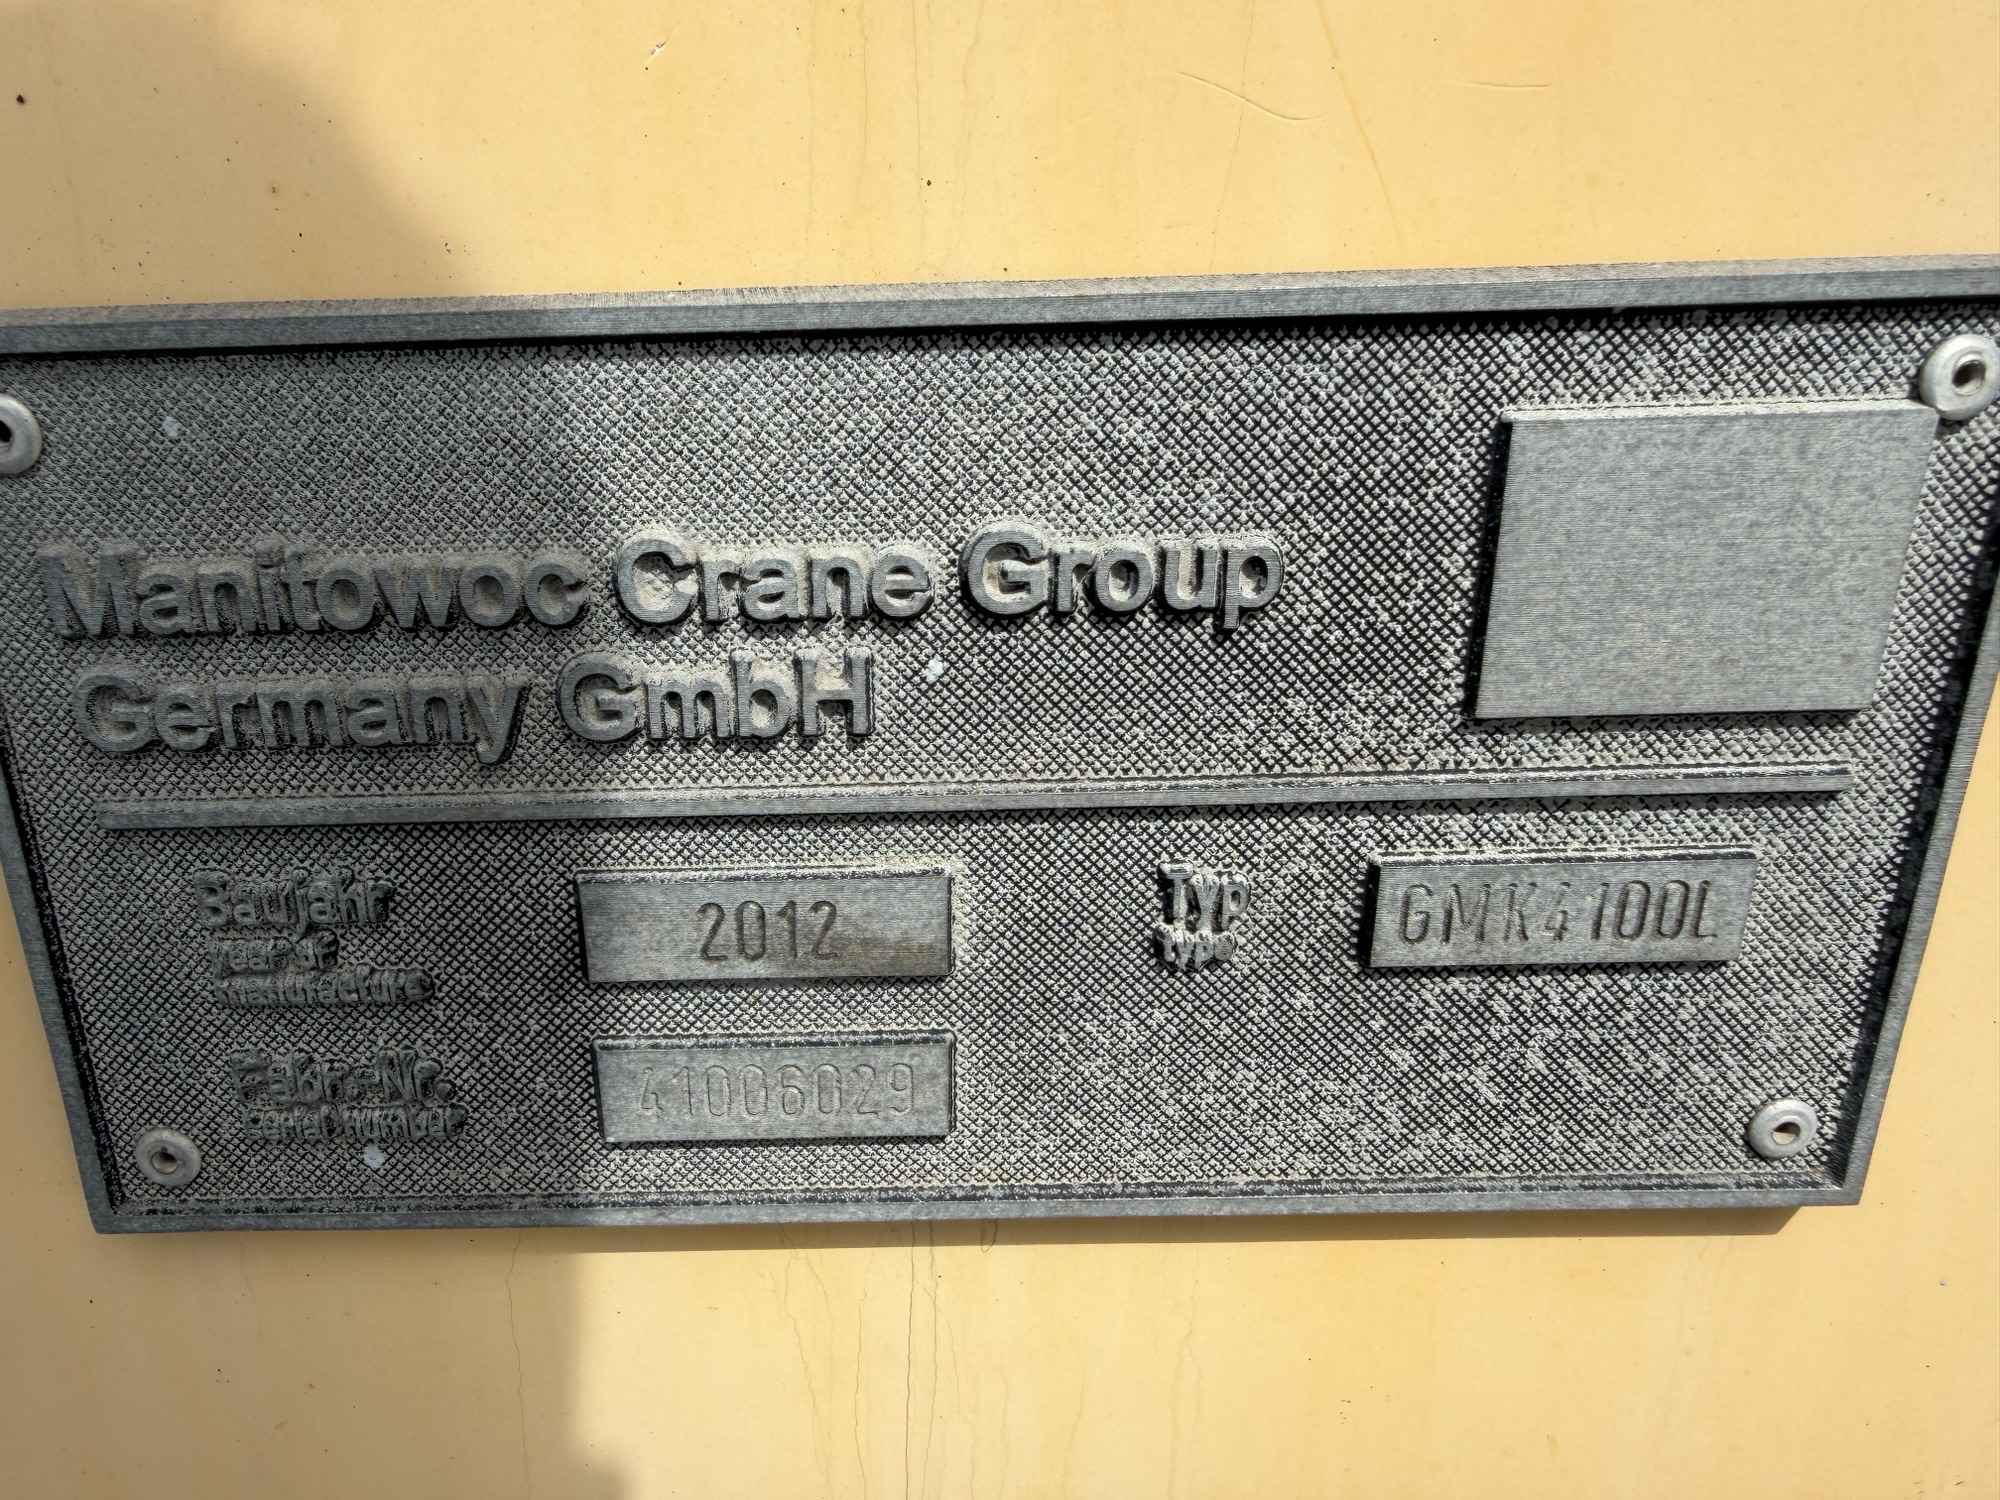 Manitowoc Crane Group
Germany GmbH
Baujahr
year of
manufacture
2012
Typ
type
GMK4100L
Fabr.-Nr.
serial number
41006029